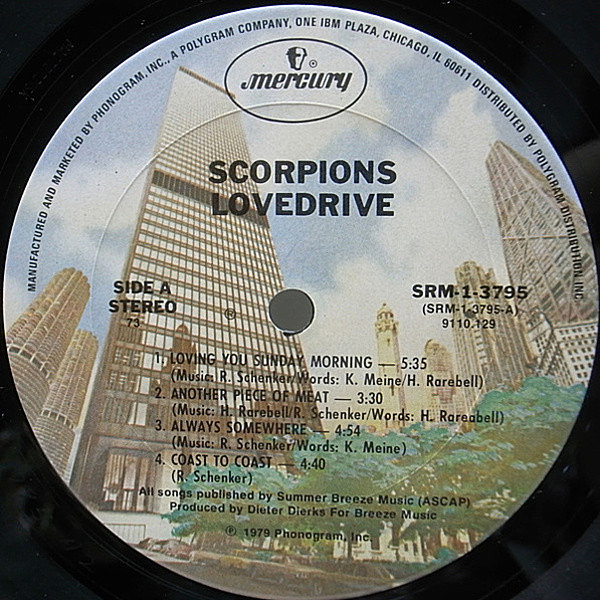 MANUFACTURED AND MARKETED BY PHONOGRAM, INC., A POLYGRAM COMPANY, ONE IBM PLAZA, CHICAGO, IL 60611 DISTRIBUTED BY POLYGRAM DISTRIBUTION, INC
mercury
SCORPIONS
LOVEDRIVE
SIDE A
STEREO
73
®
SRM-1-3795
(SRM-1-3795-A)
9110.129
1. LOVING YOU SUNDAY MORNING — 5:35
(Music: R. Schenker/Words: K. Meine/H. Rarebell)
2. ANOTHER PIECE OF MEAT — 3:30
(Music: H. Rarebell/R. Schenker/Words: H. Rareabell)
3. ALWAYS SOMEWHERE — 4:54
(Music: R. Schenker/Words: K. Meine)
4. COAST TO COAST — 4:40
(R. Schenker)
All songs published by Summer Breeze Music (ASCAP)
Produced by Dieter Dierks For Breeze Music
℗ 1979 Phonogram, Inc.